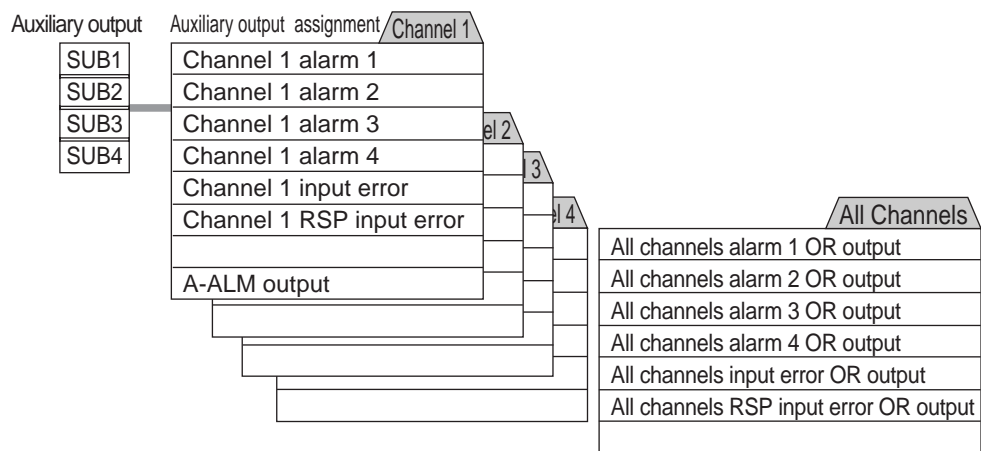 Auxiliary output
SUB1
SUB2
SUB3
SUB4
Auxiliary output assignment
Channel 1
Channel 1 alarm 1
Channel 1 alarm 2
Channel 1 alarm 3
Channel 1 alarm 4
Channel 1 input error
Channel 1 RSP input error
A-ALM output
el 2
l 3
el 4
All Channels
All channels alarm 1 OR output
All channels alarm 2 OR output
All channels alarm 3 OR output
All channels alarm 4 OR output
All channels input error OR output
All channels RSP input error OR output